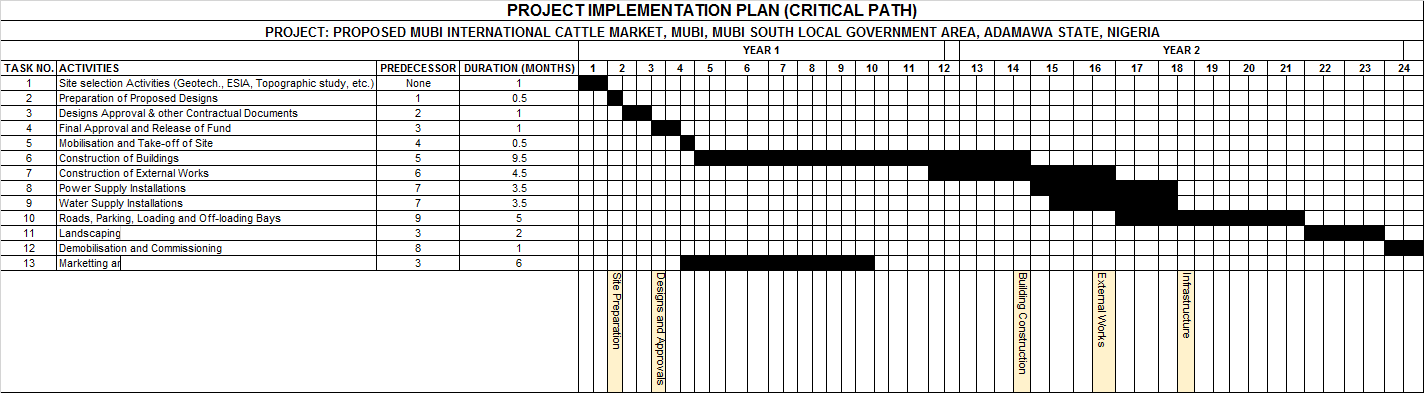 PROJECT IMPLEMENTATION PLAN (CRITICAL PATH)
PROJECT: PROPOSED MUBI INTERNATIONAL CATTLE MARKET, MUBI, MUBI SOUTH LOCAL GOVERNMENT AREA, ADAMAWA STATE, NIGERIA
YEAR 1 YEAR 2
TASK NO. ACTIVITIES PREDECESSOR DURATION (MONTHS) 1 2 3 4 5 6 7 8 9 10 11 12 13 14 15 16 17 18 19 20 21 22 23 24
1 Site selection Activities (Geotech., ESIA, Topographic study, etc.) None 1
2 Preparation of Proposed Designs 1 0.5
3 Designs Approval & other Contractual Documents 2 1
4 Final Approval and Release of Fund 3 1
5 Mobilisation and Take-off of Site 4 0.5
6 Construction of Buildings 5 9.5
7 Construction of External Works 6 4.5
8 Power Supply Installations 7 3.5
9 Water Supply Installations 7 3.5
10 Roads, Parking, Loading and Off-loading Bays 9 5
11 Landscaping 3 2
12 Demobilisation and Commissioning 8 1
13 Marketting ar 3 6
Site Preparation
Designs and Approvals
Building Construction
External Works
Infrastructure